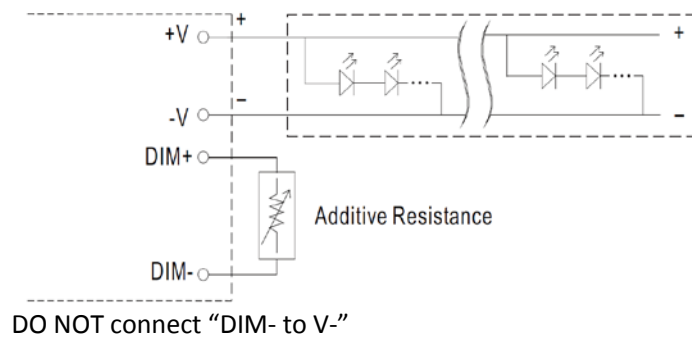 +V + +
-V − −
DIM+
Additive Resistance
DIM-
DO NOT connect “DIM- to V-”